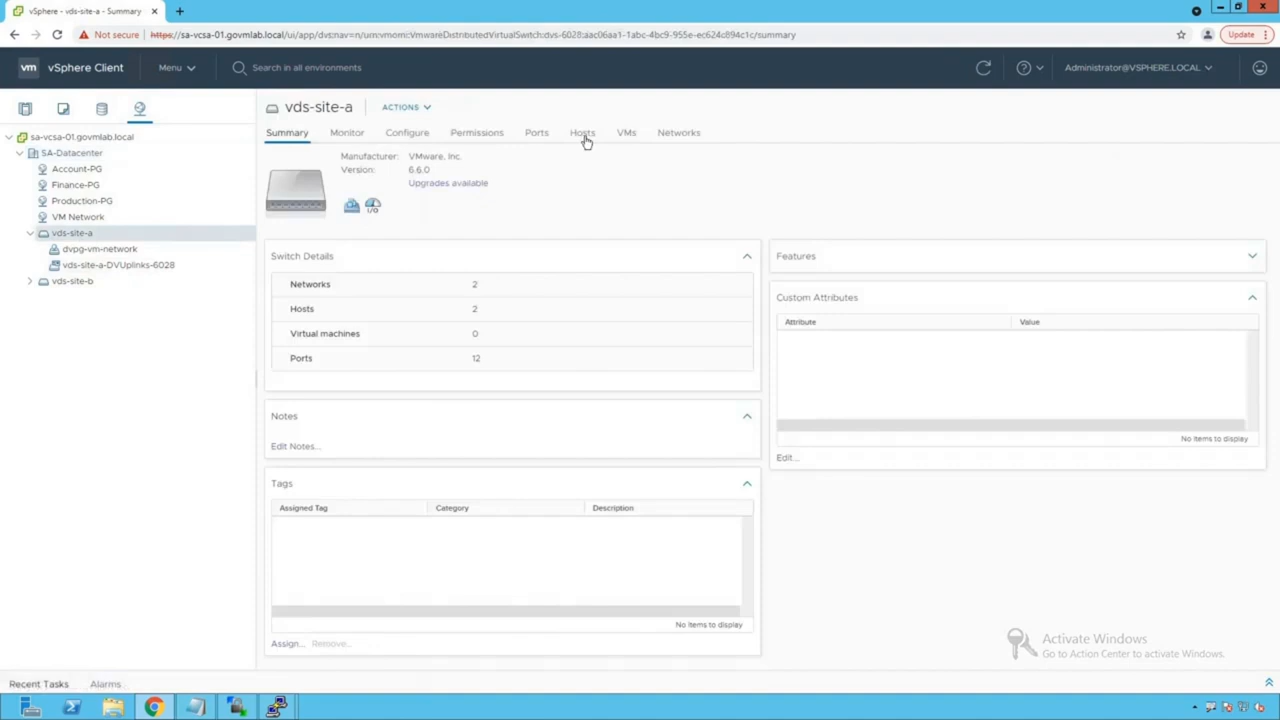 vSphere - vds-site-a - Summary
Not secure
https://sa-vcsa-01.govmlab.local/ui/app/dvs;nav=n/urn:vmomi:VmwareDistributedVirtualSwitch:dvs-6028:aac06aa1-1abc-4bc9-955e-ec624c894c1c/summary
Update
vm vSphere Client
Menu
Search in all environments
Administrator@VSPHERE.LOCAL
sa-vcsa-01.govmlab.local
SA-Datacenter
Account-PG
Finance-PG
Production-PG
VM Network
vds-site-a
dvpg-vm-network
vds-site-a-DVUplinks-6028
vds-site-b
vds-site-a
ACTIONS
Summary Monitor Configure Permissions Ports Hosts VMs Networks
Manufacturer: VMware, Inc.
Version: 6.6.0
Upgrades available
I/O
Switch Details
Networks 2
Hosts 2
Virtual machines 0
Ports 12
Notes
Edit Notes...
Tags
Assigned Tag Category Description
No items to display
Assign... Remove...
Features
Custom Attributes
Attribute Value
No items to display
Edit...
Activate Windows
Go to Action Center to activate Windows.
Recent Tasks Alarms